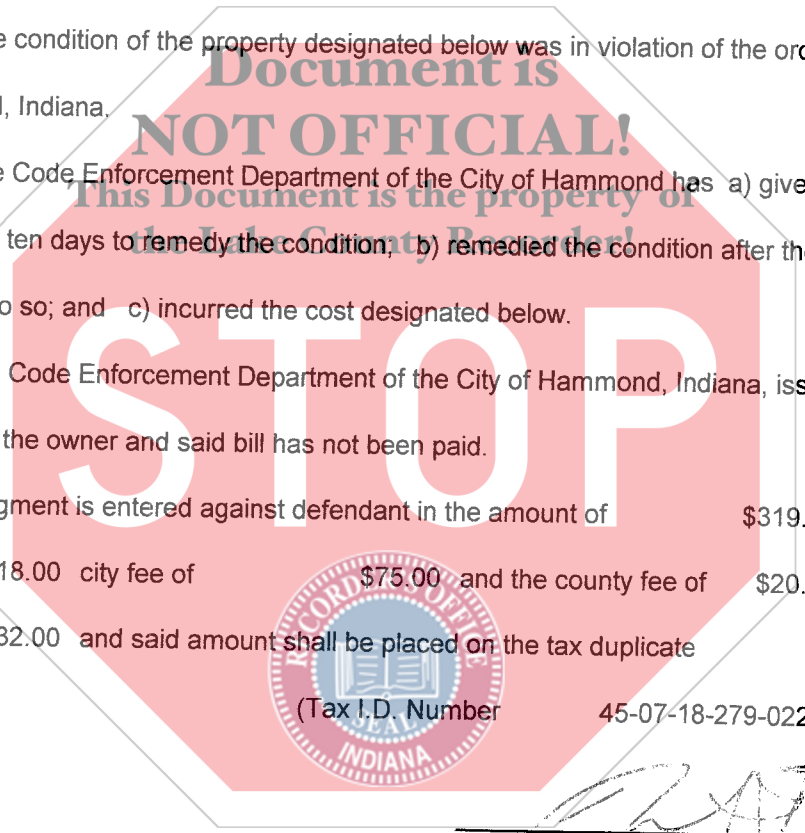 e condition of the property designated below was in violation of the ord
Document is
l, Indiana.
NOT OFFICIAL!
e Code Enforcement Department of the City of Hammond has a) give
This Document is the property of
ten days to remedy the condition; b) remedied the condition after the
the Lake County Recorder!
o so; and c) incurred the cost designated below.
STOP
Code Enforcement Department of the City of Hammond, Indiana, iss
the owner and said bill has not been paid.
gment is entered against defendant in the amount of $319.
18.00 city fee of $75.00 and the county fee of $20.
32.00 and said amount shall be placed on the tax duplicate
RECORDER'S OFFICE
(Tax I.D. Number 45-07-18-279-022
SEAL
INDIANA